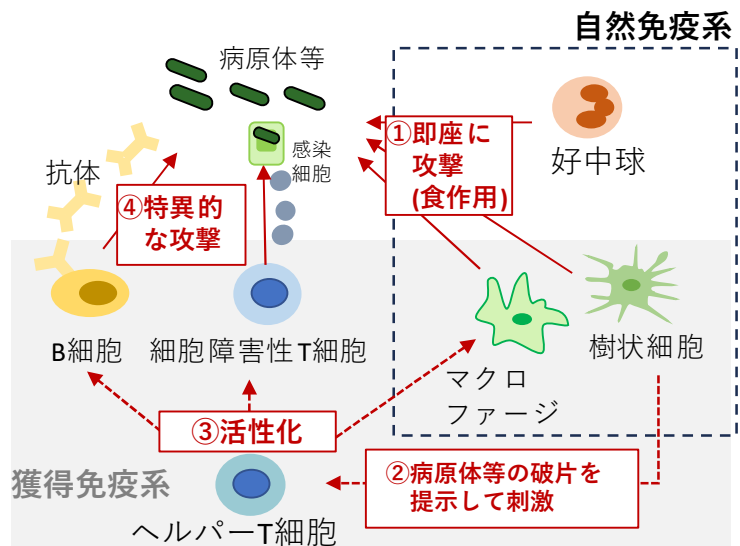 自然免疫系
病原体等
感染
細胞
①即座に
攻撃
(食作用)
好中球
抗体
④特異的
な攻撃
B細胞
細胞障害性T細胞
マクロ
ファージ
樹状細胞
③活性化
②病原体等の破片を
提示して刺激
獲得免疫系
ヘルパーT細胞